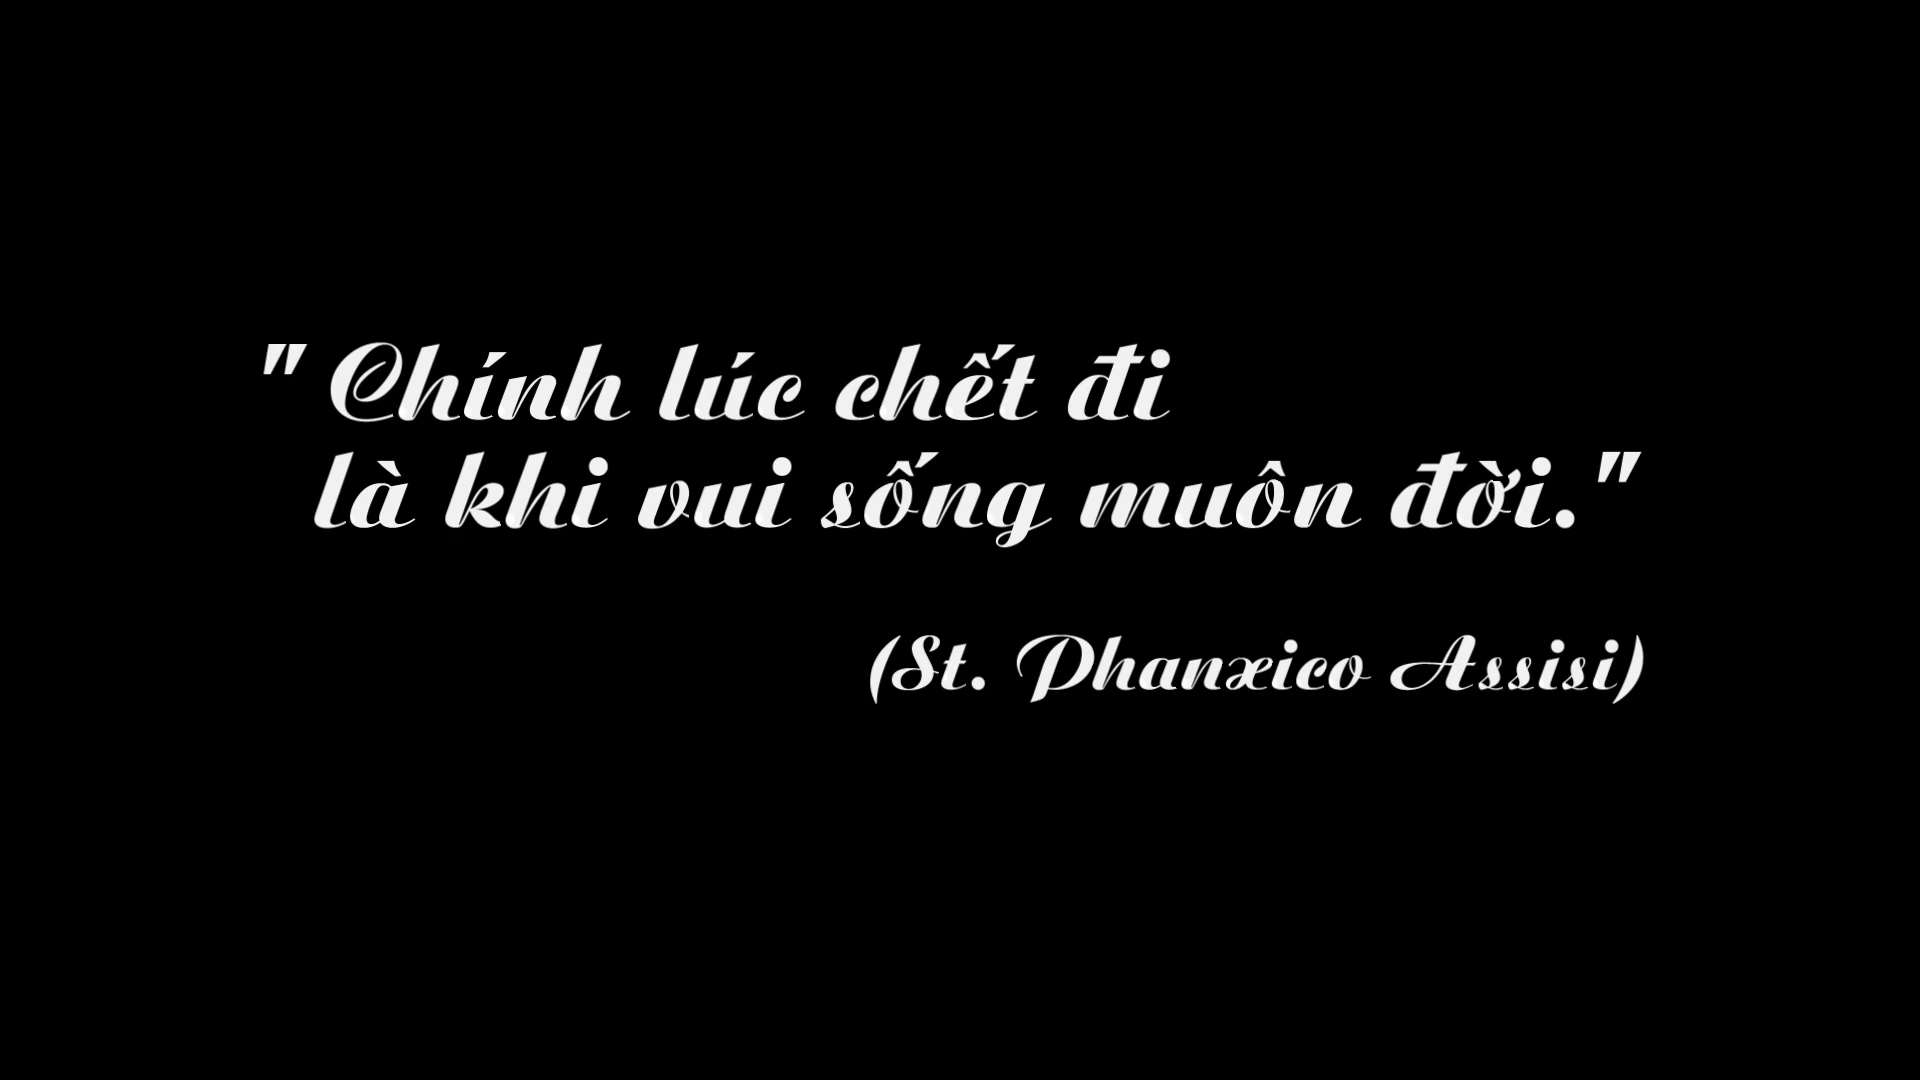 "Chính lúc chết đi
là khi vui sống muôn đời."
(St. Phanxico Assisi)